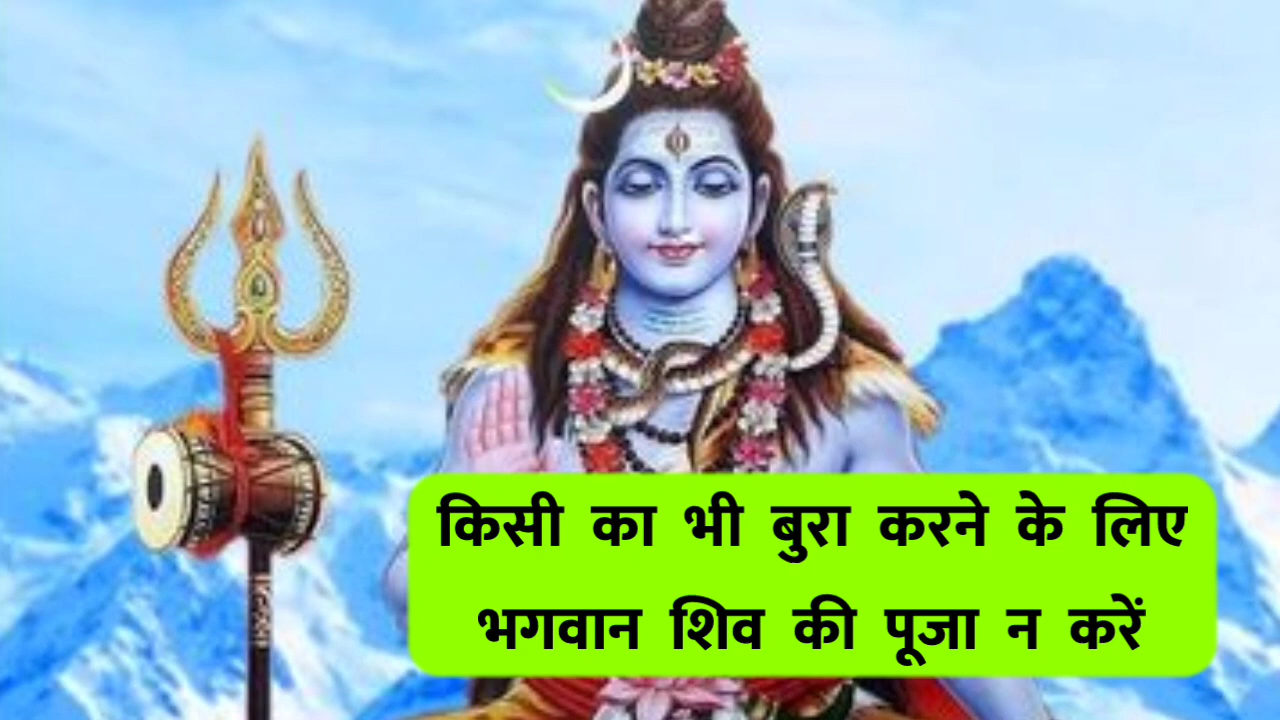 किसी का भी बुरा करने के लिए
भगवान शिव की पूजा न करें